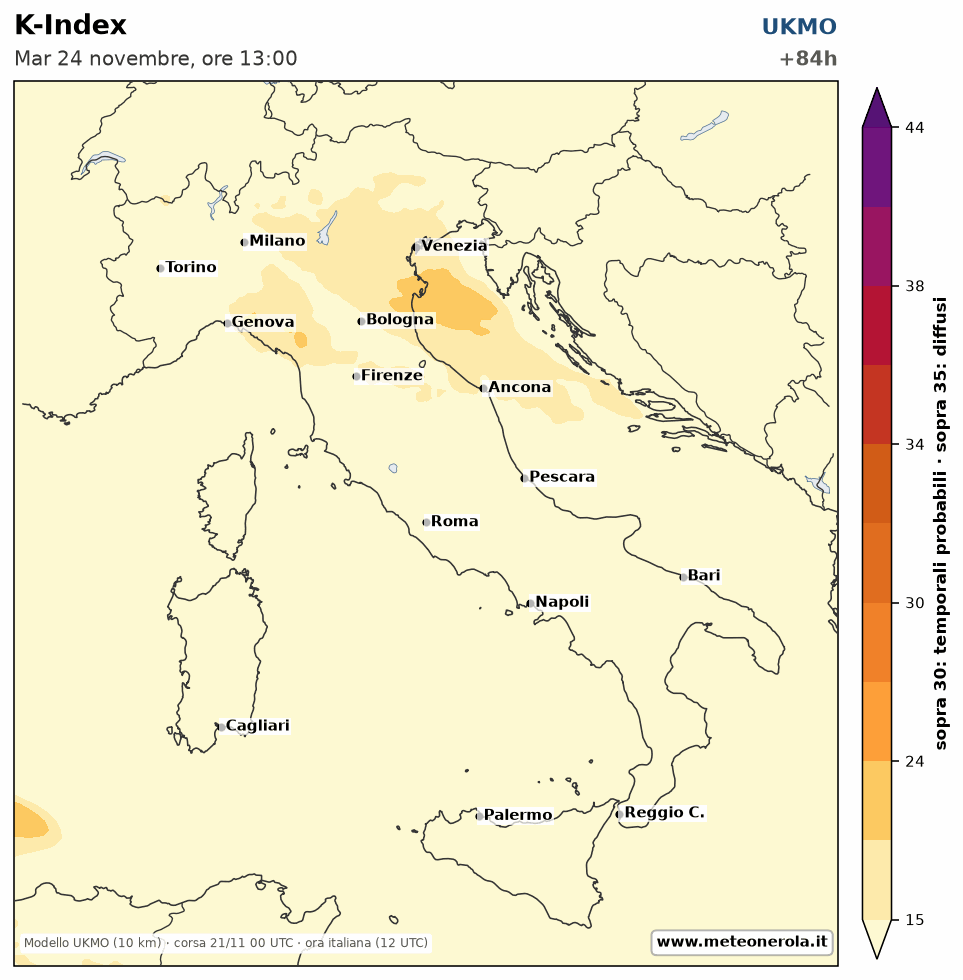 K-Index
UKMO
Mar 24 novembre, ore 13:00
+84h
Milano
Venezia
Torino
Genova
Bologna
Firenze
Ancona
Pescara
Roma
Bari
Napoli
Cagliari
Palermo
Reggio C.
44
38
34
30
24
15
sopra 30: temporali probabili · sopra 35: diffusi
Modello UKMO (10 km) · corsa 21/11 00 UTC · ora italiana (12 UTC)
www.meteonerola.it